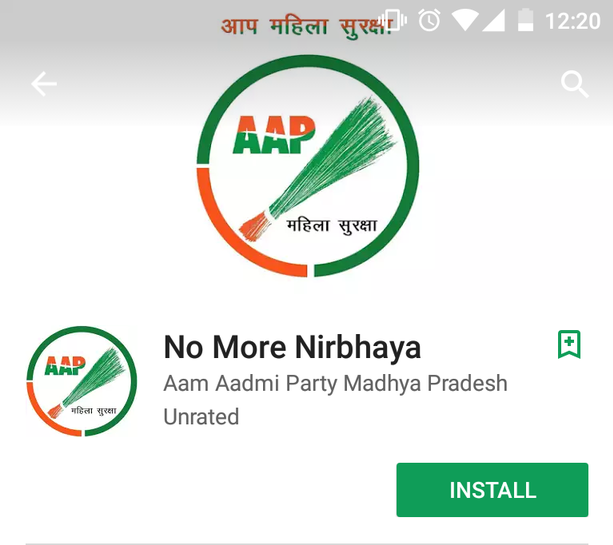 आप महिला सुरक्षा
12:20
AAP
महिला सुरक्षा
AAP
महिला सुरक्षा
No More Nirbhaya
Aam Aadmi Party Madhya Pradesh
Unrated
INSTALL